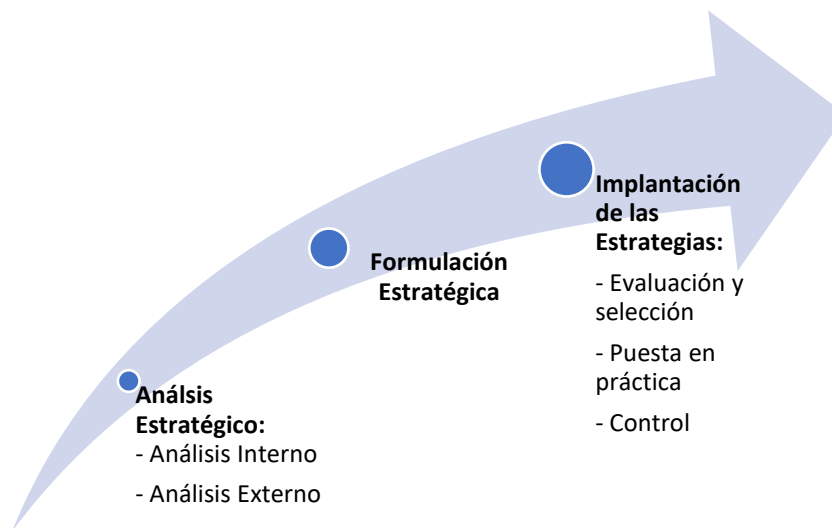 Análsis
Estratégico:
- Análisis Interno
- Análisis Externo
Formulación
Estratégica
Implantación
de las
Estrategias:
- Evaluación y
selección
- Puesta en
práctica
- Control